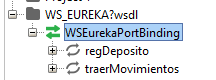 WS_EUREKA?wsdl
WSEurekaPortBinding
regDeposito
traerMovimientos